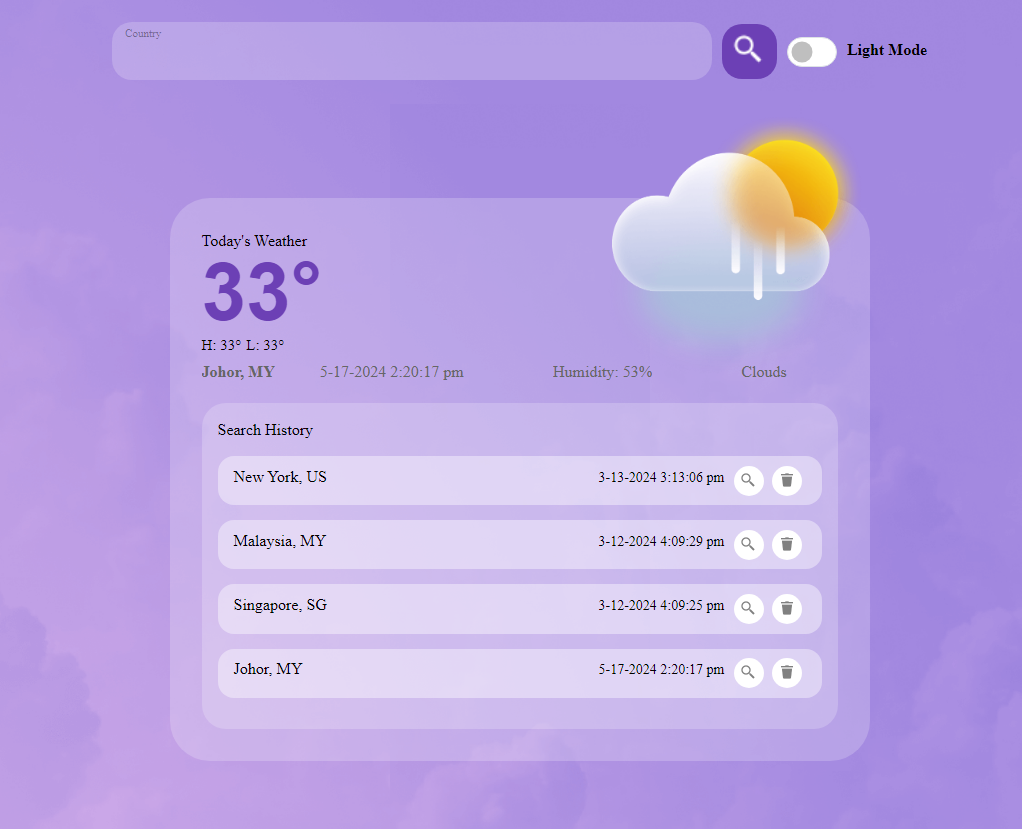 Country
Light Mode
Today's Weather
33°
H: 33° L: 33°
Johor, MY 5-17-2024 2:20:17 pm Humidity: 53% Clouds
Search History
New York, US 3-13-2024 3:13:06 pm
Malaysia, MY 3-12-2024 4:09:29 pm
Singapore, SG 3-12-2024 4:09:25 pm
Johor, MY 5-17-2024 2:20:17 pm